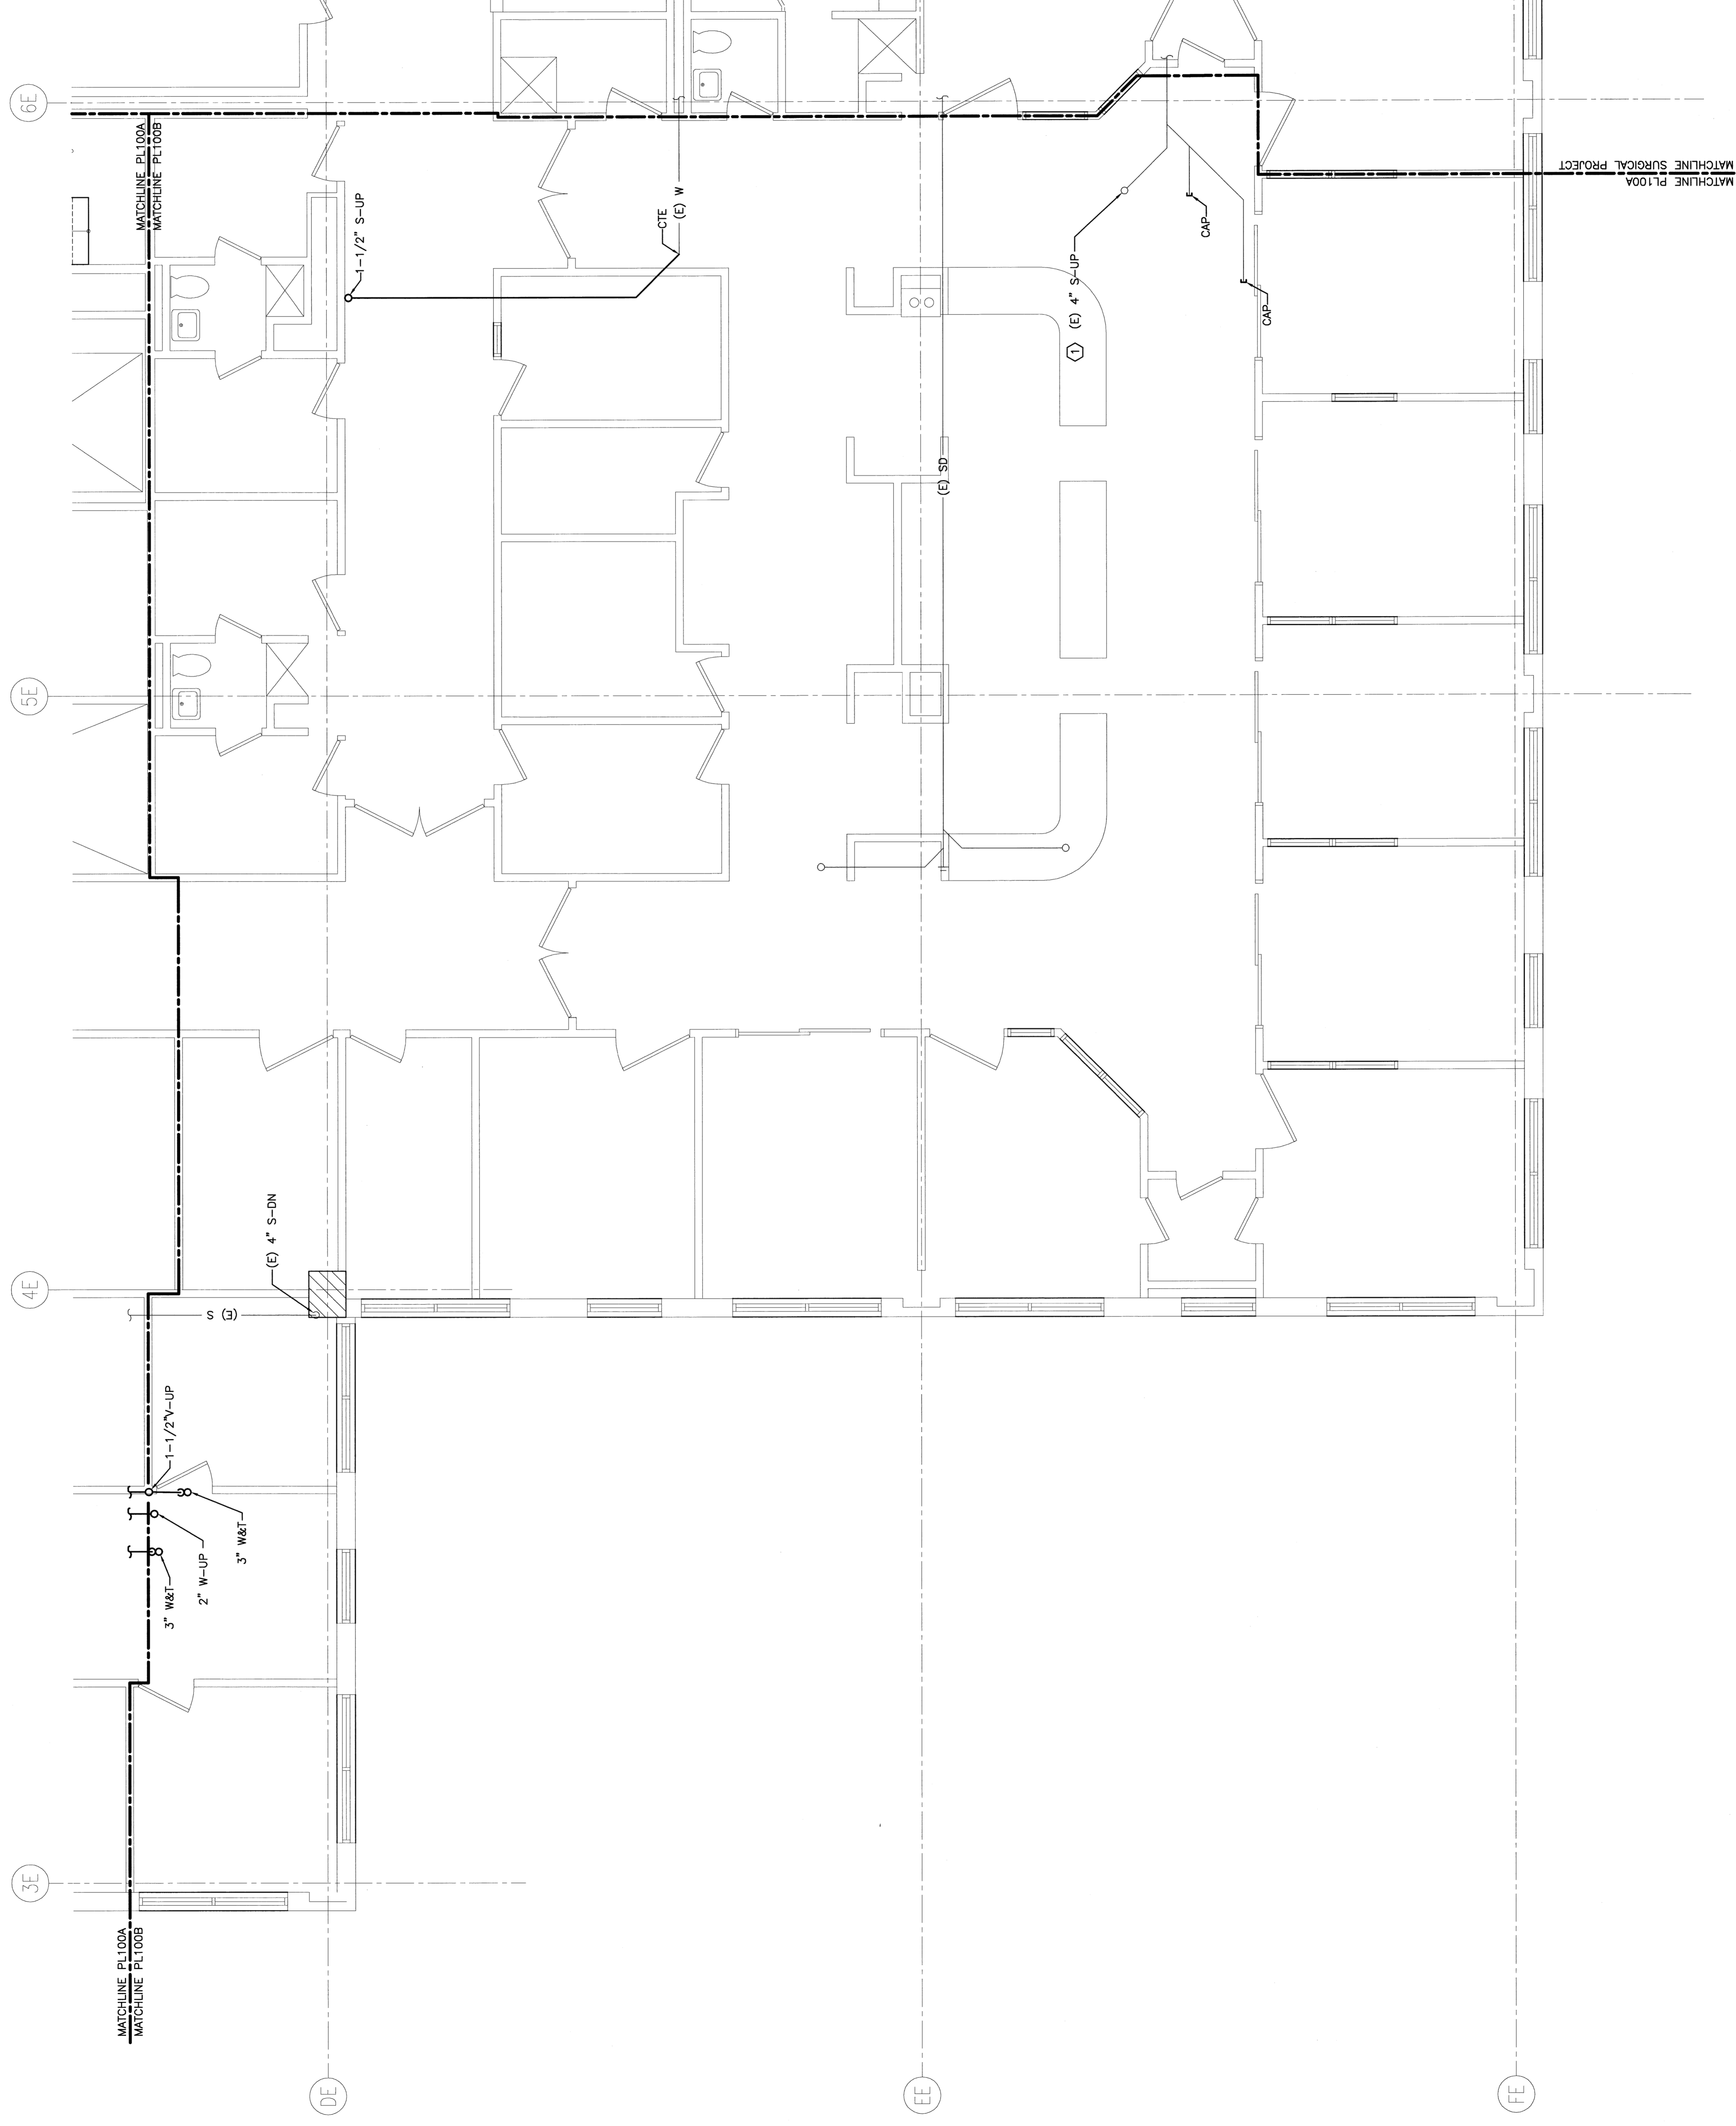 6E
MATCHLINE PL100A
MATCHLINE PL100B
MATCHLINE SURGICAL PROJECT
MATCHLINE PL100A
1-1/2" S-UP
CTE
(E) W
1
(E) 4" S-UP
CAP
CAP
(E) SD
5E
(E) 4" S-DN
4E
(E) S
1-1/2"V-UP
3" W&T
2" W-UP
3" W&T
3E
MATCHLINE PL100A
MATCHLINE PL100B
DE
EE
FE